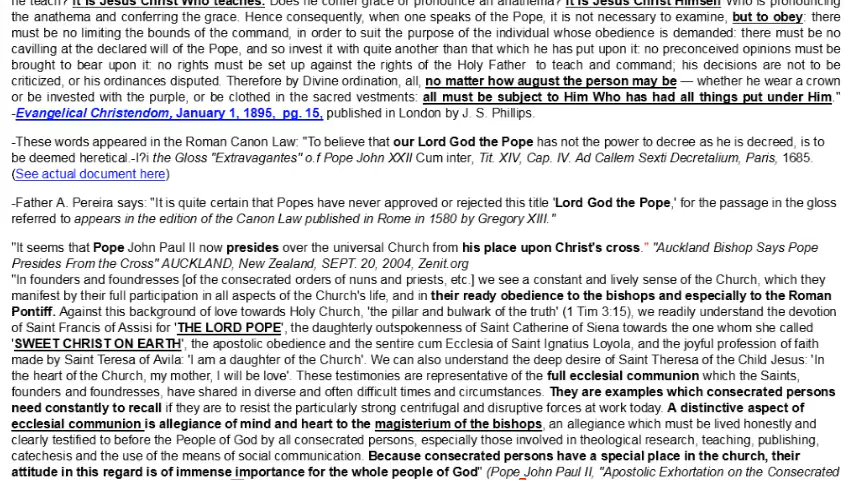 he teach? It is Jesus Christ Who teaches. Does he confer grace or pronounce an anathema? It is Jesus Christ Himself Who is pronouncing
the anathema and conferring the grace. Hence consequently, when one speaks of the Pope, it is not necessary to examine, but to obey: there
must be no limiting the bounds of the command, in order to suit the purpose of the individual whose obedience is demanded: there must be no
cavilling at the declared will of the Pope, and so invest it with quite another than that which he has put upon it: no preconceived opinions must be
brought to bear upon it: no rights must be set up against the rights of the Holy Father to teach and command; his decisions are not to be
criticized, or his ordinances disputed. Therefore by Divine ordination, all, no matter how august the person may be — whether he wear a crown
or be invested with the purple, or be clothed in the sacred vestments: all must be subject to Him Who has had all things put under Him."
-Evangelical Christendom, January 1, 1895, pg. 15, published in London by J. S. Phillips.
-These words appeared in the Roman Canon Law: "To believe that our Lord God the Pope has not the power to decree as he is decreed, is to
be deemed heretical.-I?i the Gloss "Extravagantes" o.f Pope John XXII Cum inter, Tit. XIV, Cap. IV. Ad Callem Sexti Decretalium, Paris, 1685.
(See actual document here)
-Father A. Pereira says: "It is quite certain that Popes have never approved or rejected this title 'Lord God the Pope,' for the passage in the gloss
referred to appears in the edition of the Canon Law published in Rome in 1580 by Gregory XIII."
"It seems that Pope John Paul II now presides over the universal Church from his place upon Christ's cross." "Auckland Bishop Says Pope
Presides From the Cross" AUCKLAND, New Zealand, SEPT. 20, 2004, Zenit.org
"In founders and foundresses [of the consecrated orders of nuns and priests, etc.] we see a constant and lively sense of the Church, which they
manifest by their full participation in all aspects of the Church's life, and in their ready obedience to the bishops and especially to the Roman
Pontiff. Against this background of love towards Holy Church, 'the pillar and bulwark of the truth' (1 Tim 3:15), we readily understand the devotion
of Saint Francis of Assisi for 'THE LORD POPE', the daughterly outspokenness of Saint Catherine of Siena towards the one whom she called
'SWEET CHRIST ON EARTH', the apostolic obedience and the sentire cum Ecclesia of Saint Ignatius Loyola, and the joyful profession of faith
made by Saint Teresa of Avila: 'I am a daughter of the Church'. We can also understand the deep desire of Saint Theresa of the Child Jesus: 'In
the heart of the Church, my mother, I will be love'. These testimonies are representative of the full ecclesial communion which the Saints,
founders and foundresses, have shared in diverse and often difficult times and circumstances. They are examples which consecrated persons
need constantly to recall if they are to resist the particularly strong centrifugal and disruptive forces at work today. A distinctive aspect of
ecclesial communion is allegiance of mind and heart to the magisterium of the bishops, an allegiance which must be lived honestly and
clearly testified to before the People of God by all consecrated persons, especially those involved in theological research, teaching, publishing,
catechesis and the use of the means of social communication. Because consecrated persons have a special place in the church, their
attitude in this regard is of immense importance for the whole people of God" (Pope John Paul II, "Apostolic Exhortation on the Consecrated